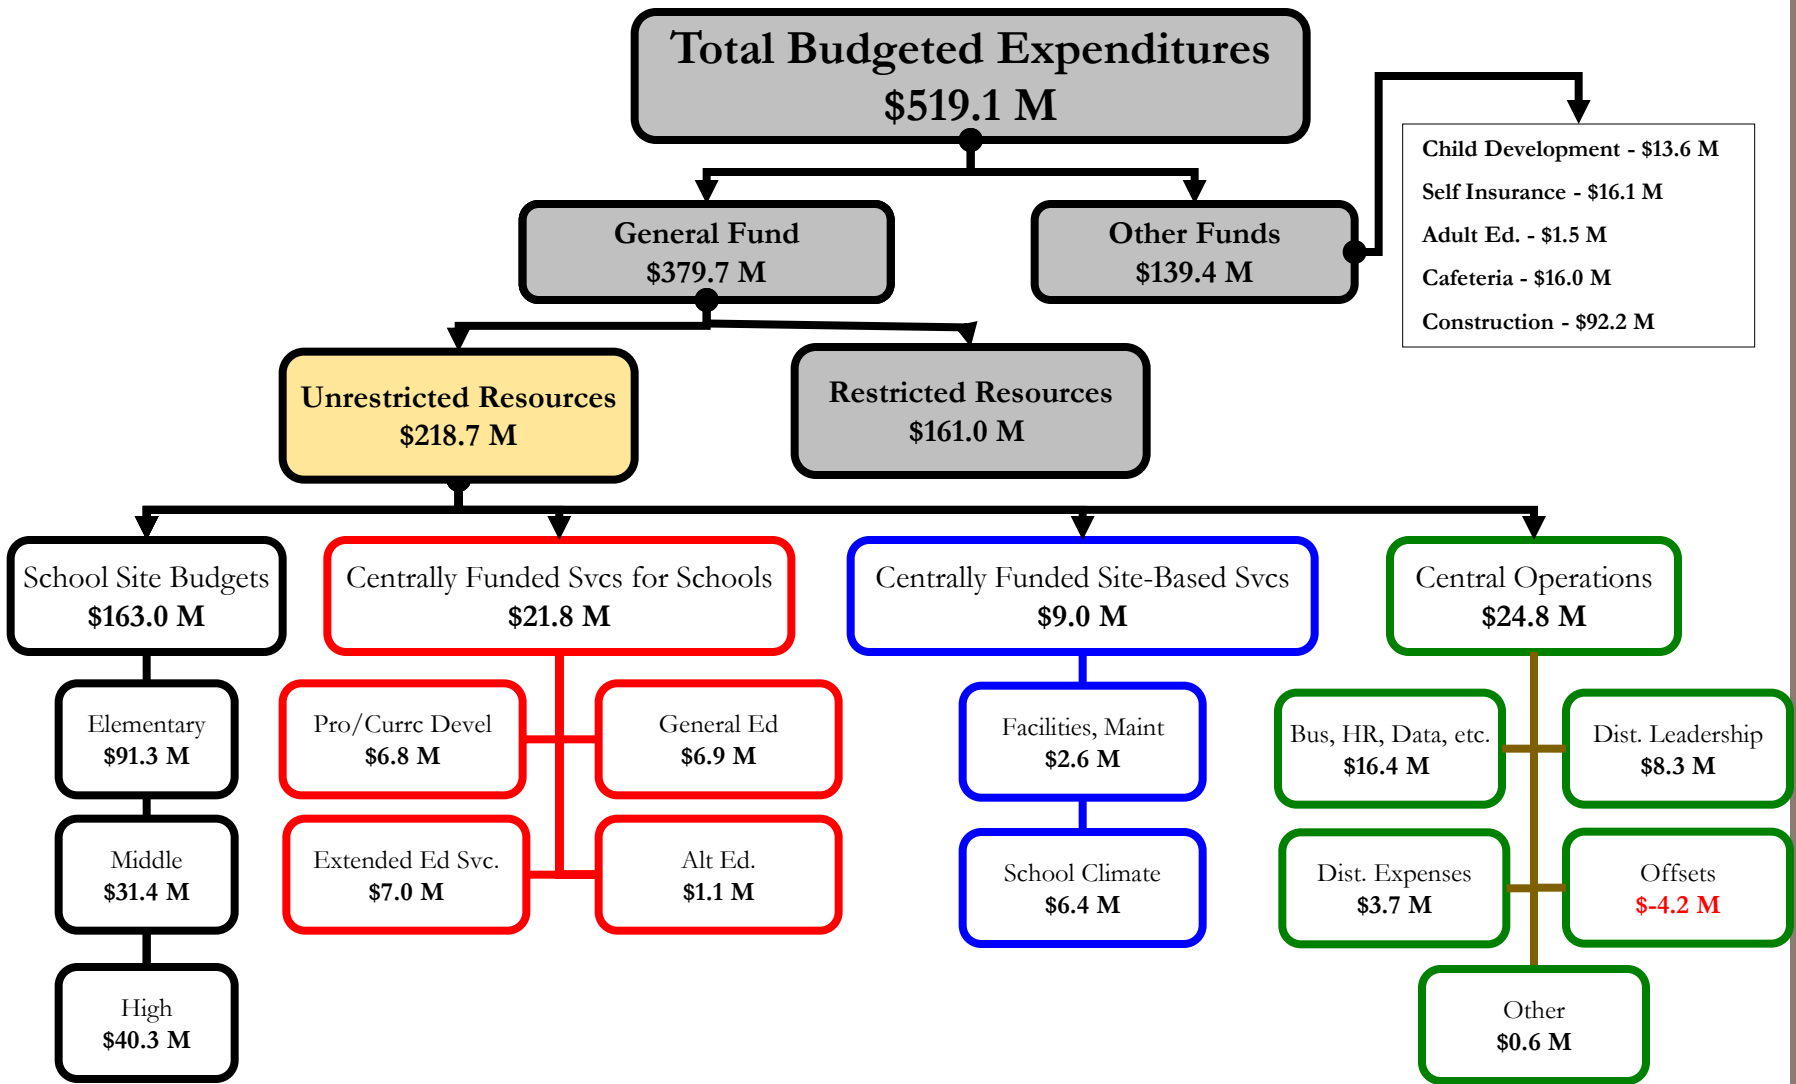 Total Budgeted Expenditures
$519.1 M
Child Development - $13.6 M
Self Insurance - $16.1 M
Adult Ed. - $1.5 M
Cafeteria - $16.0 M
Construction - $92.2 M
General Fund
$379.7 M
Other Funds
$139.4 M
Unrestricted Resources
$218.7 M
Restricted Resources
$161.0 M
School Site Budgets
$163.0 M
Centrally Funded Svcs for Schools
$21.8 M
Centrally Funded Site-Based Svcs
$9.0 M
Central Operations
$24.8 M
Elementary
$91.3 M
Pro/Currc Devel
$6.8 M
General Ed
$6.9 M
Facilities, Maint
$2.6 M
Bus, HR, Data, etc.
$16.4 M
Dist. Leadership
$8.3 M
Middle
$31.4 M
Extended Ed Svc.
$7.0 M
Alt Ed.
$1.1 M
School Climate
$6.4 M
Dist. Expenses
$3.7 M
Offsets
$-4.2 M
High
$40.3 M
Other
$0.6 M